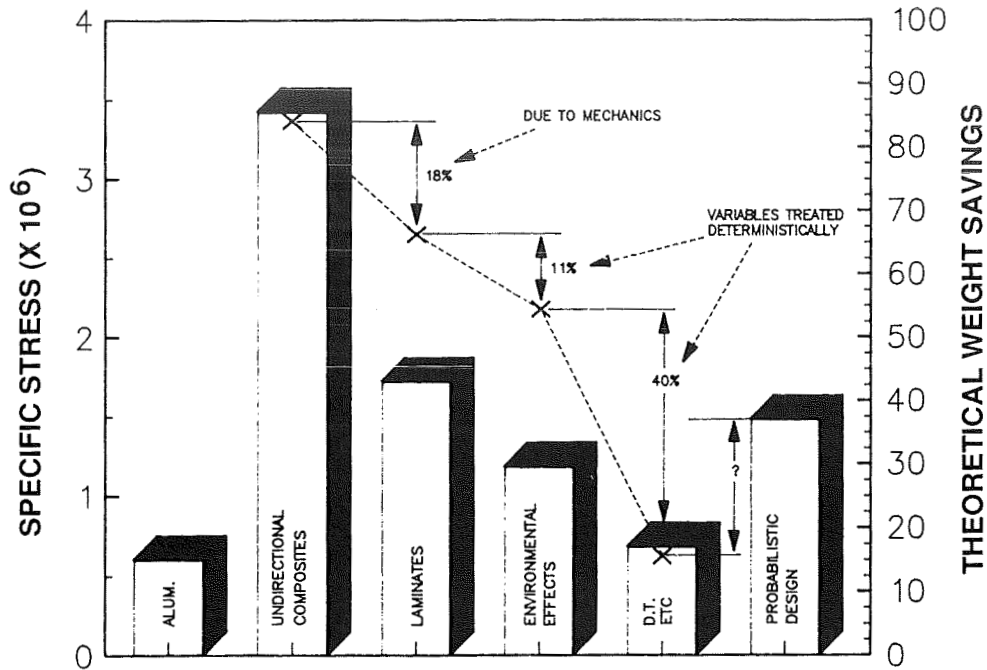 SPECIFIC STRESS (X 10⁶)
4
3
2
1
0
100
90
80
70
60
50
40
30
20
10
0
THEORETICAL WEIGHT SAVINGS
DUE TO MECHANICS
18%
VARIABLES TREATED
DETERMINISTICALLY
11%
40%
?
ALUM.
UNDIRECTIONAL
COMPOSITES
LAMINATES
ENVIRONMENTAL
EFFECTS
D.T.
ETC
PROBABILISTIC
DESIGN